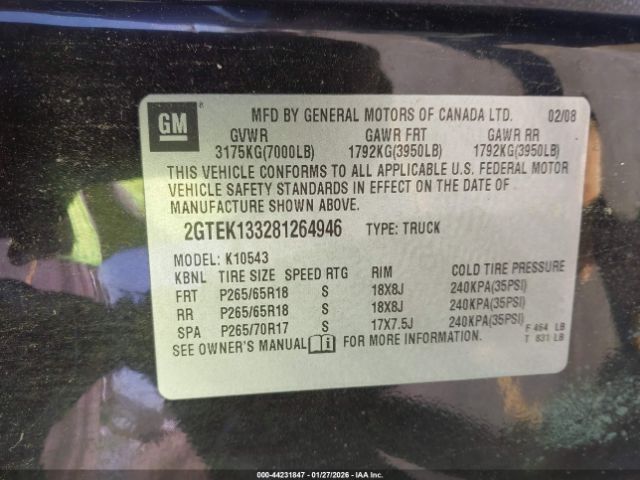 GM
MFD BY GENERAL MOTORS OF CANADA LTD. 02/08
GVWR GAWR FRT GAWR RR
3175KG(7000LB) 1792KG(3950LB) 1792KG(3950LB)
THIS VEHICLE CONFORMS TO ALL APPLICABLE U.S. FEDERAL MOTOR
VEHICLE SAFETY STANDARDS IN EFFECT ON THE DATE OF
MANUFACTURE SHOWN ABOVE.
2GTEK133281264946 TYPE: TRUCK
MODEL: K10543
KBNL TIRE SIZE SPEED RTG RIM COLD TIRE PRESSURE
FRT P265/65R18 S 18X8J 240KPA(35PSI)
RR P265/65R18 S 18X8J 240KPA(35PSI)
SPA P265/70R17 S 17X7.5J 240KPA(35PSI)
F 464 LB
T 831 LB
SEE OWNER'S MANUAL FOR MORE INFORMATION.
000-44231847 | 01/27/2026 | IAA INC.